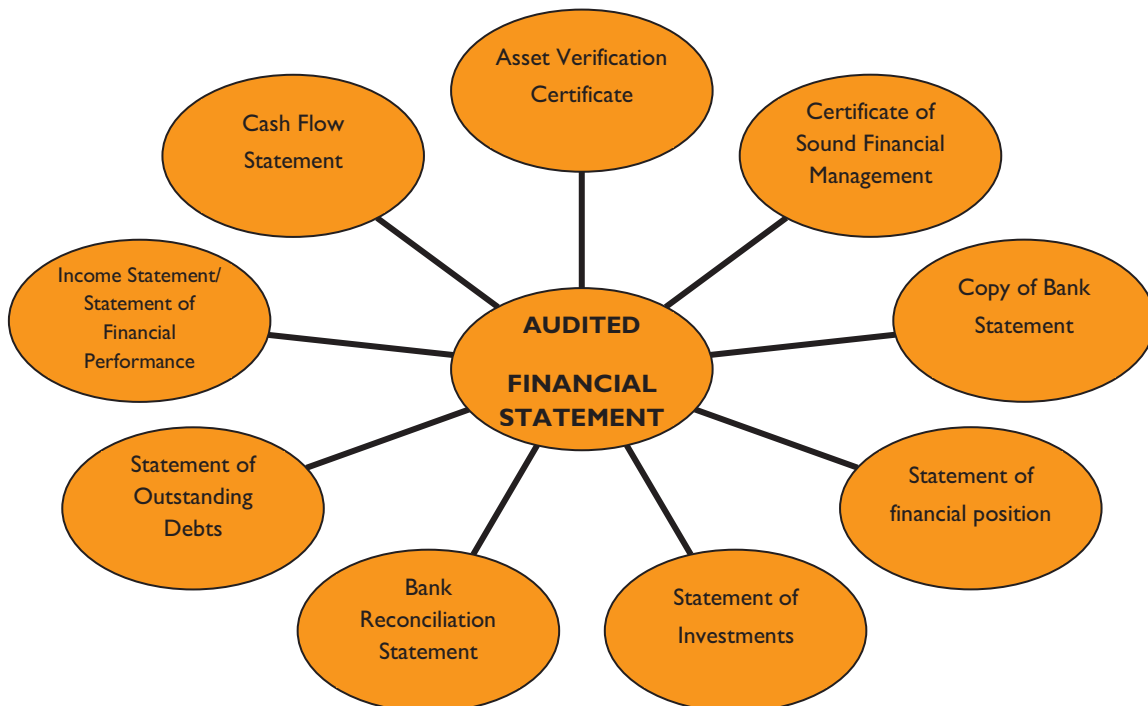 Asset Verification
Certificate
Certificate of
Sound Financial
Management
Copy of Bank
Statement
Statement of
financial position
Statement of
Investments
Bank
Reconciliation
Statement
Statement of
Outstanding
Debts
Income Statement/
Statement of
Financial
Performance
Cash Flow
Statement
AUDITED
FINANCIAL
STATEMENT